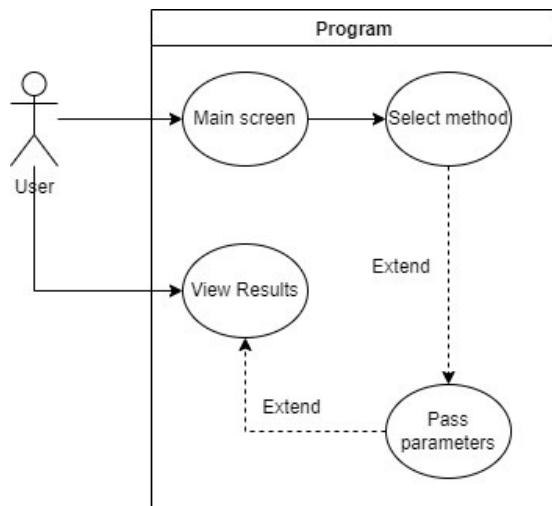 Program
Main screen
Select method
User
Extend
View Results
Extend
Pass
parameters